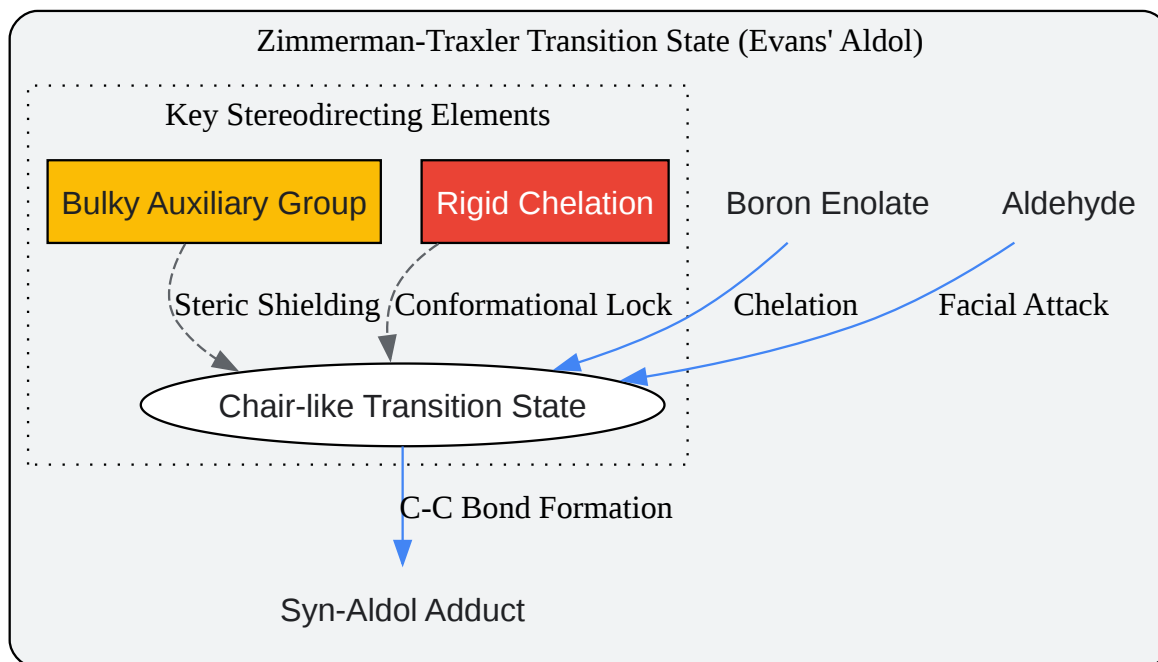 Zimmerman-Traxler Transition State (Evans' Aldol)
Key Stereodirecting Elements
Bulky Auxiliary Group
Rigid Chelation
Boron Enolate
Aldehyde
Steric Shielding
Conformational Lock
Chelation
Facial Attack
Chair-like Transition State
C-C Bond Formation
Syn-Aldol Adduct